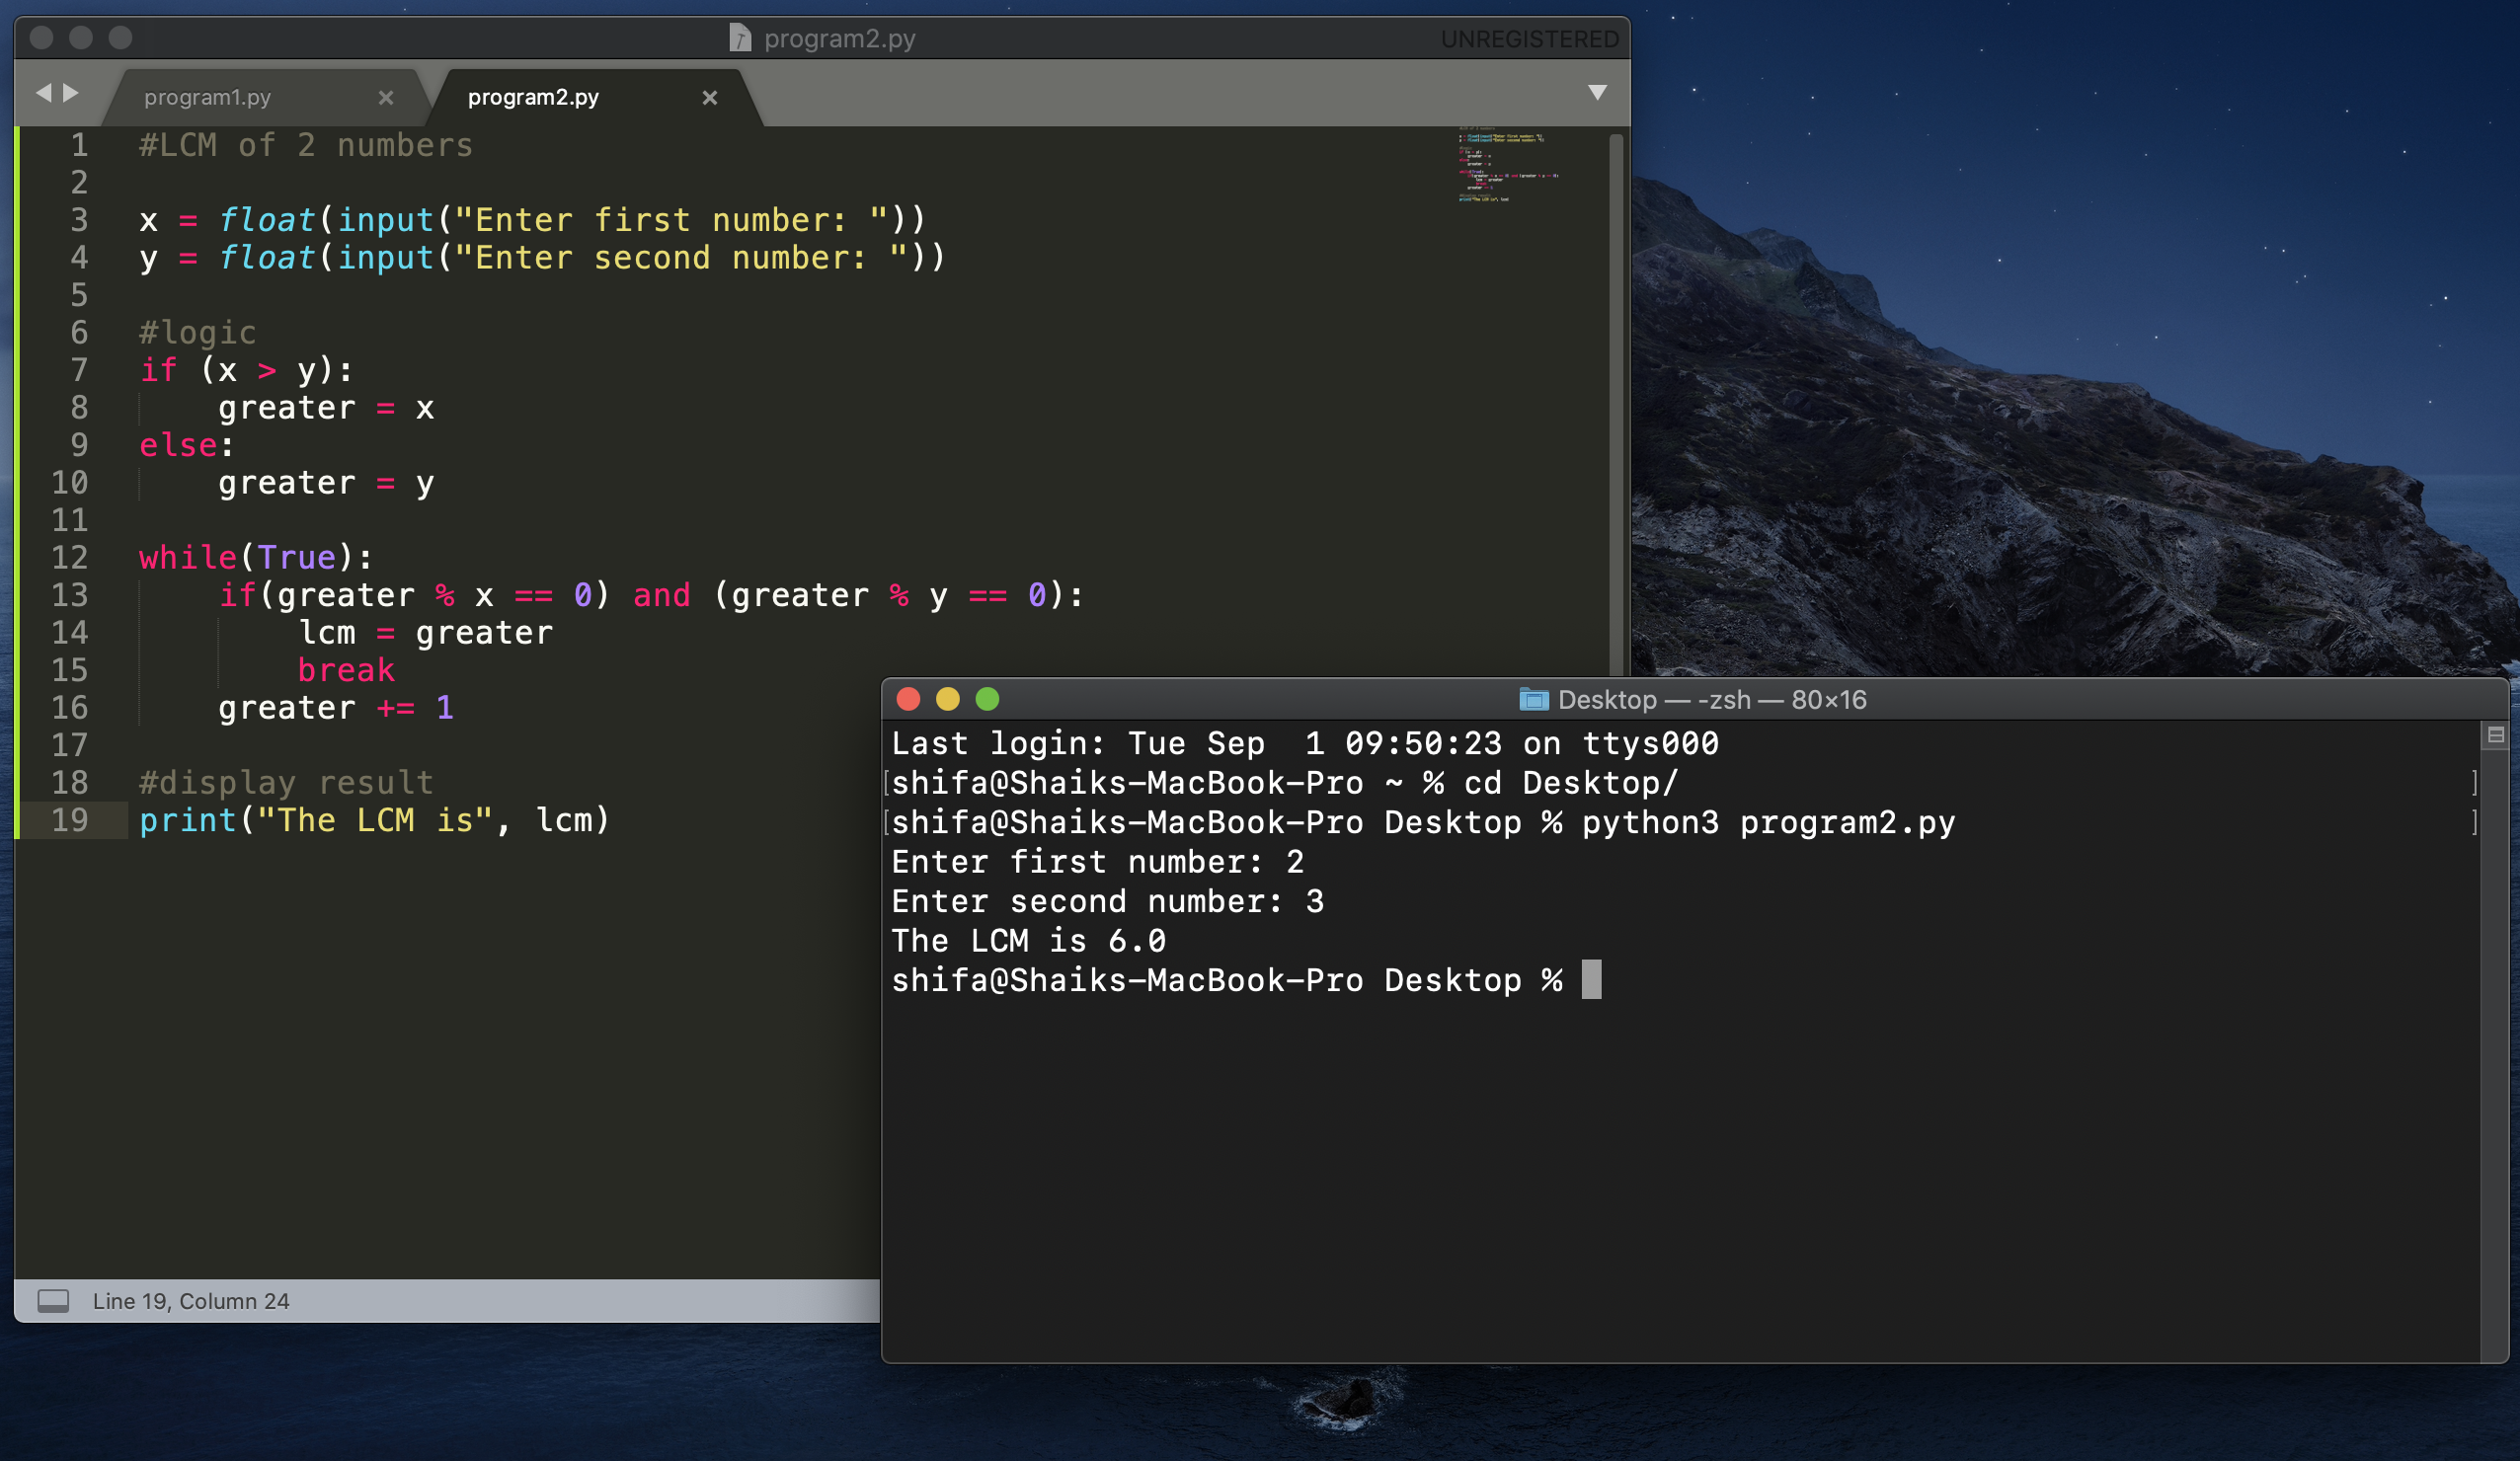 program2.py
UNREGISTERED
program1.py
program2.py
1 #LCM of 2 numbers
2
3 x = float(input("Enter first number: "))
4 y = float(input("Enter second number: "))
5
6 #logic
7 if (x > y):
8     greater = x
9 else:
10     greater = y
11
12 while(True):
13     if(greater % x == 0) and (greater % y == 0):
14         lcm = greater
15         break
16     greater += 1
17
18 #display result
19 print("The LCM is", lcm)
Line 19, Column 24
Desktop — -zsh — 80×16
Last login: Tue Sep  1 09:50:23 on ttys000
[shifa@Shaiks-MacBook-Pro ~ % cd Desktop/ ]
[shifa@Shaiks-MacBook-Pro Desktop % python3 program2.py ]
Enter first number: 2
Enter second number: 3
The LCM is 6.0
shifa@Shaiks-MacBook-Pro Desktop %